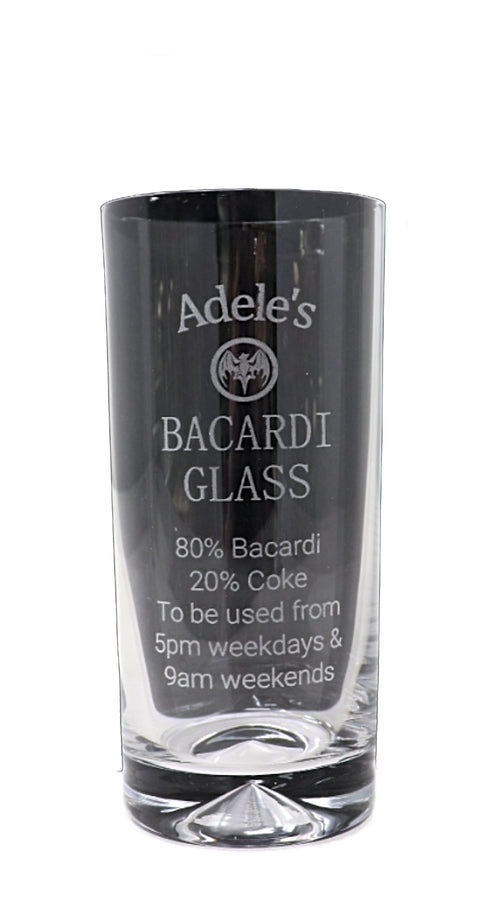 Adele's
BACARDI
GLASS
80% Bacardi
20% Coke
To be used from
5pm weekdays &
9am weekends